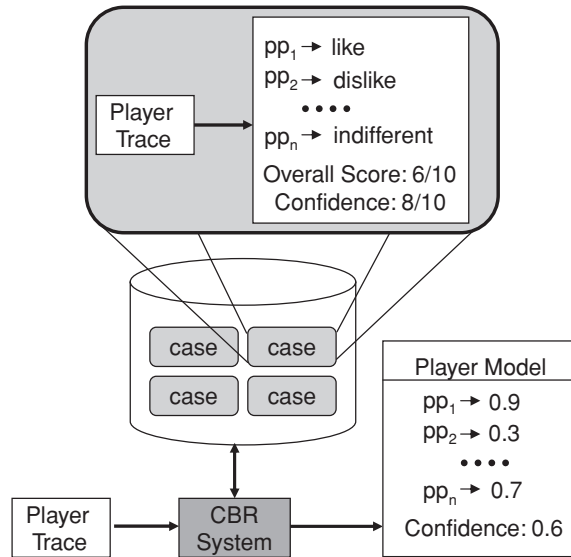 Player
Trace
pp1 → like
pp2 → dislike
• • • •
ppn → indifferent
Overall Score: 6/10
Confidence: 8/10
case
case
case
case
Player Model
pp1 → 0.9
pp2 → 0.3
• • • •
ppn → 0.7
Confidence: 0.6
Player
Trace
CBR
System